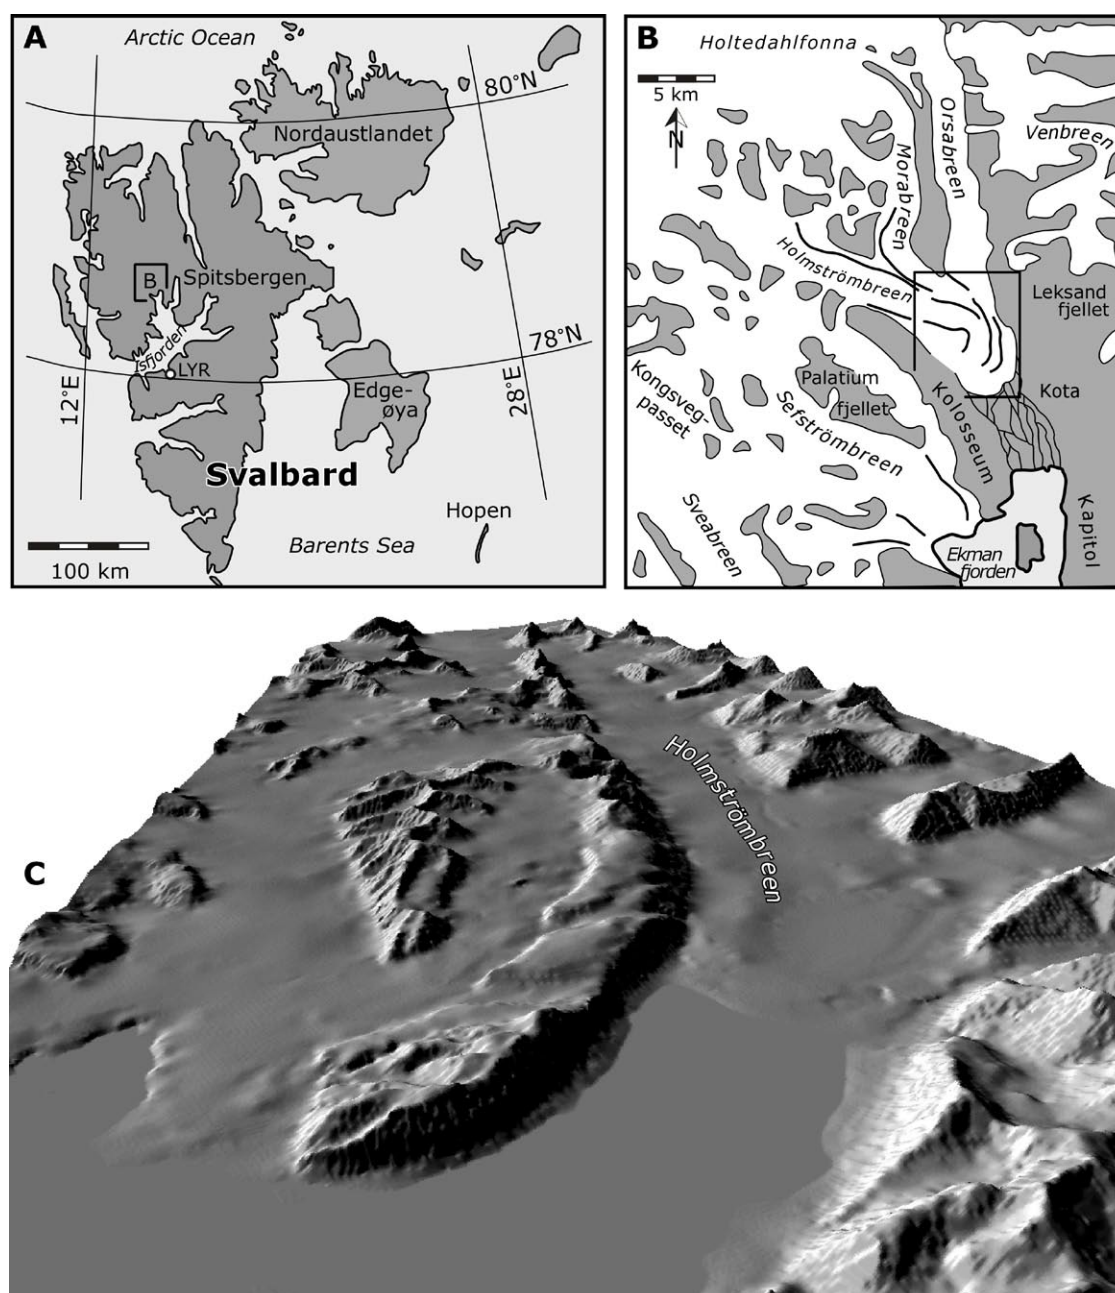 A
Arctic Ocean
80°N
Nordaustlandet
B
Spitsbergen
Isfjorden
78°N
LYR
12°E
Edge-
øya
28°E
Svalbard
Hopen
Barents Sea
100 km
B
Holtedahlfonna
5 km
N
Orsabreen
Venbreen
Morabreen
Holmströmbreen
Leksand
fjellet
Kongsveg-
passet
Palatium
fjellet
Kolosseum
Kota
Sefströmbreen
Sveabreen
Kapitol
Ekman
fjorden
Holmströmbreen
C